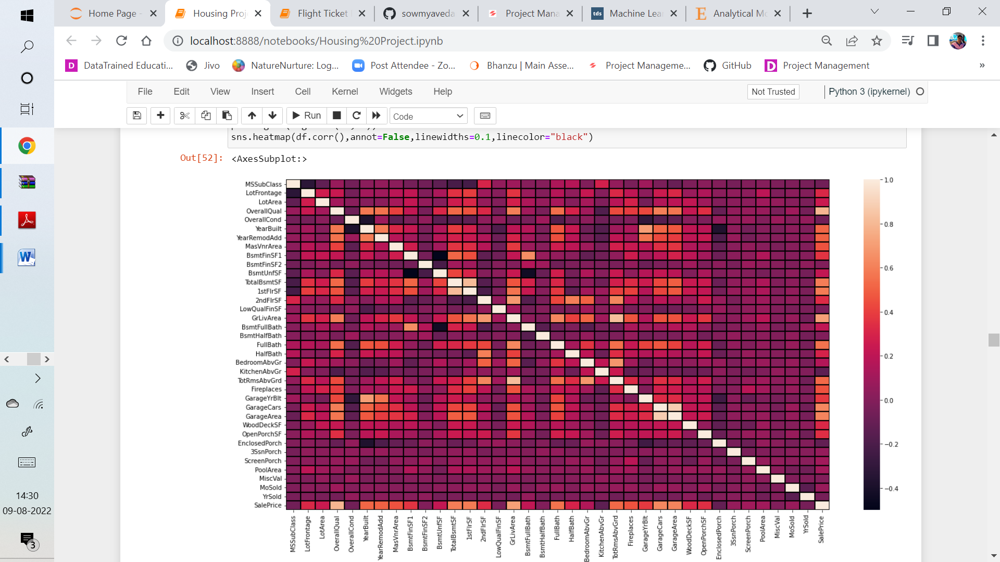 Home Page -
Housing Proj
Flight Ticket
sowmyaveda
Project Mana
Machine Lea
Analytical Mo
localhost:8888/notebooks/Housing%20Project.ipynb
DataTrained Educati...
Jivo
NatureNurture: Log...
Post Attendee - Zo...
Bhanzu | Main Asse...
Project Manageme...
GitHub
Project Management
»
File Edit View Insert Cell Kernel Widgets Help
Not Trusted
Python 3 (ipykernel)
Run
Code
sns.heatmap(df.corr(),annot=False,linewidths=0.1,linecolor="black")
Out[52]: <AxesSubplot:>
MSSubClass
LotFrontage
LotArea
OverallQual
OverallCond
YearBuilt
YearRemodAdd
MasVnrArea
BsmtFinSF1
BsmtFinSF2
BsmtUnfSF
TotalBsmtSF
1stFlrSF
2ndFlrSF
LowQualFinSF
GrLivArea
BsmtFullBath
BsmtHalfBath
FullBath
HalfBath
BedroomAbvGr
KitchenAbvGr
TotRmsAbvGrd
Fireplaces
GarageYrBlt
GarageCars
GarageArea
WoodDeckSF
OpenPorchSF
EnclosedPorch
3SsnPorch
ScreenPorch
PoolArea
MiscVal
MoSold
YrSold
SalePrice
MSSubClass
LotFrontage
LotArea
OverallQual
OverallCond
YearBuilt
YearRemodAdd
MasVnrArea
BsmtFinSF1
BsmtFinSF2
BsmtUnfSF
TotalBsmtSF
1stFlrSF
2ndFlrSF
LowQualFinSF
GrLivArea
BsmtFullBath
BsmtHalfBath
FullBath
HalfBath
BedroomAbvGr
KitchenAbvGr
TotRmsAbvGrd
Fireplaces
GarageYrBlt
GarageCars
GarageArea
WoodDeckSF
OpenPorchSF
EnclosedPorch
3SsnPorch
ScreenPorch
PoolArea
MiscVal
MoSold
YrSold
SalePrice
1.0
0.8
0.6
0.4
0.2
0.0
−0.2
−0.4
14:30
09-08-2022
3